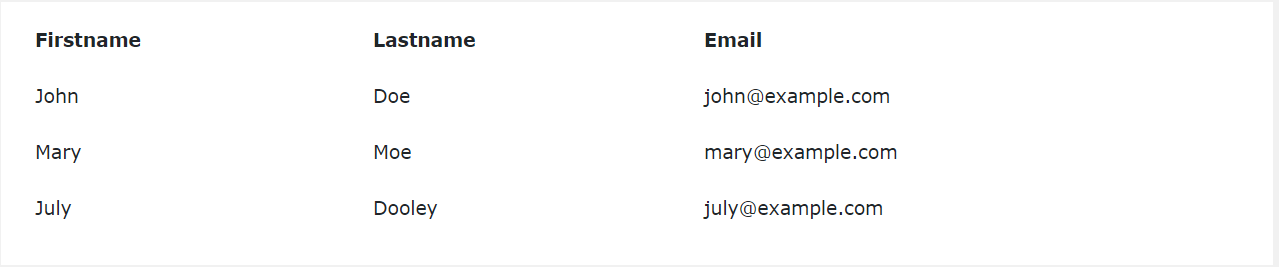 Firstname Lastname Email
John Doe john@example.com
Mary Moe mary@example.com
July Dooley july@example.com